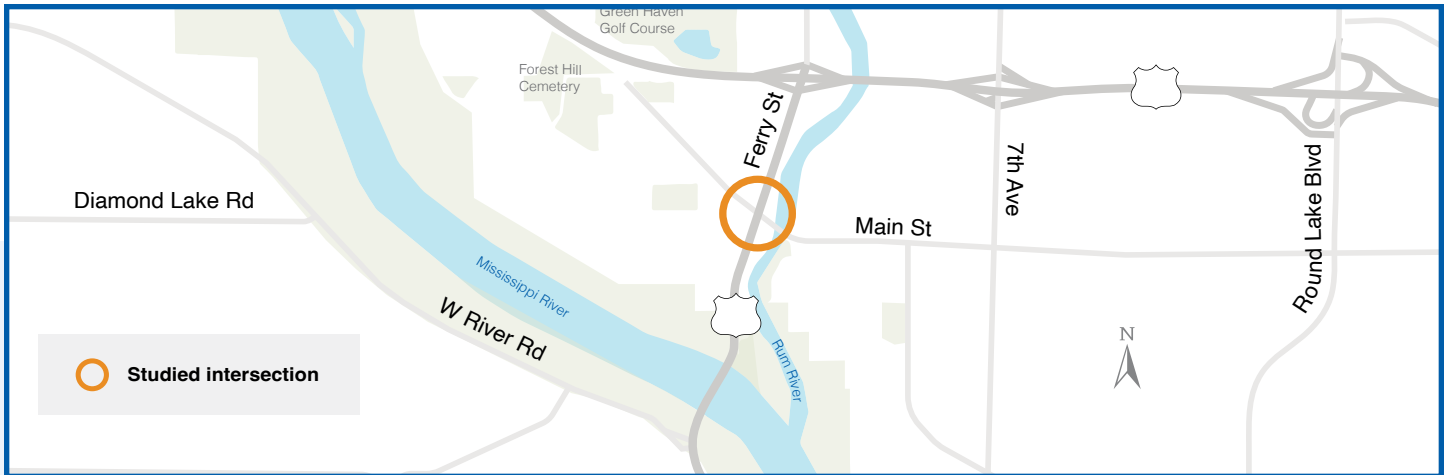 Green Haven
Golf Course
Forest Hill
Cemetery
Ferry St
7th Ave
Round Lake Blvd
Diamond Lake Rd
Main St
Mississippi River
W River Rd
Rum River
N
Studied intersection